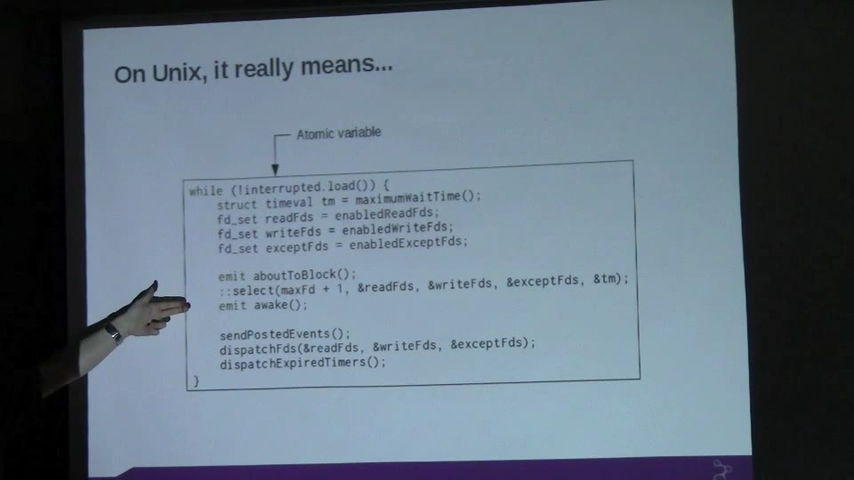 On Unix, it really means...
Atomic variable
while (!interrupted.load()) {
struct timeval tm = maximumWaitTime();
fd_set readFds = enabledReadFds;
fd_set writeFds = enabledWriteFds;
fd_set exceptFds = enabledExceptFds;
emit aboutToBlock();
::select(maxFd + 1, &readFds, &writeFds, &exceptFds, &tm);
emit awake();
sendPostedEvents();
dispatchFds(&readFds, &writeFds, &exceptFds);
dispatchExpiredTimers();
}